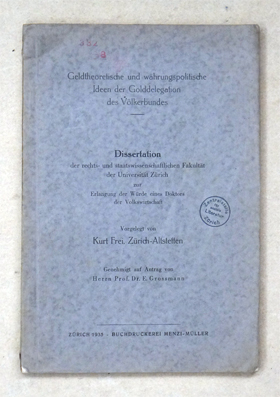 Geldtheoretische und währungspolitische
Ideen der Golddelegation
des Völkerbundes
Dissertation
der rechts- und staatswissenschaftlichen Fakultät
der Universität Zürich
zur
Erlangung der Würde eines Doktors
der Volkswirtschaft
Vorgelegt von
Kurt Frei, Zürich-Altstetten
Genehmigt auf Antrag von
Herrn Prof. Dr. E. Grossmann
ZÜRICH 1938 - BUCHDRUCKEREI MENZI-MÜLLER
Zürich